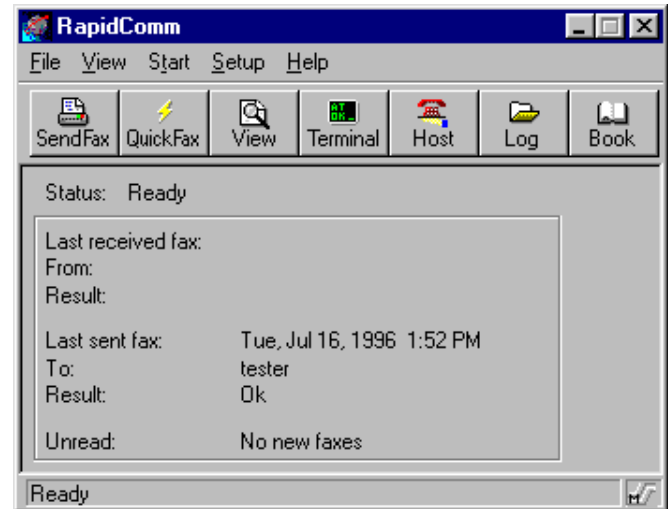 RapidComm
File View Start Setup Help
SendFax QuickFax View Terminal Host Log Book
Status: Ready
Last received fax:
From:
Result:
Last sent fax: Tue, Jul 16, 1996 1:52 PM
To: tester
Result: Ok
Unread: No new faxes
Ready